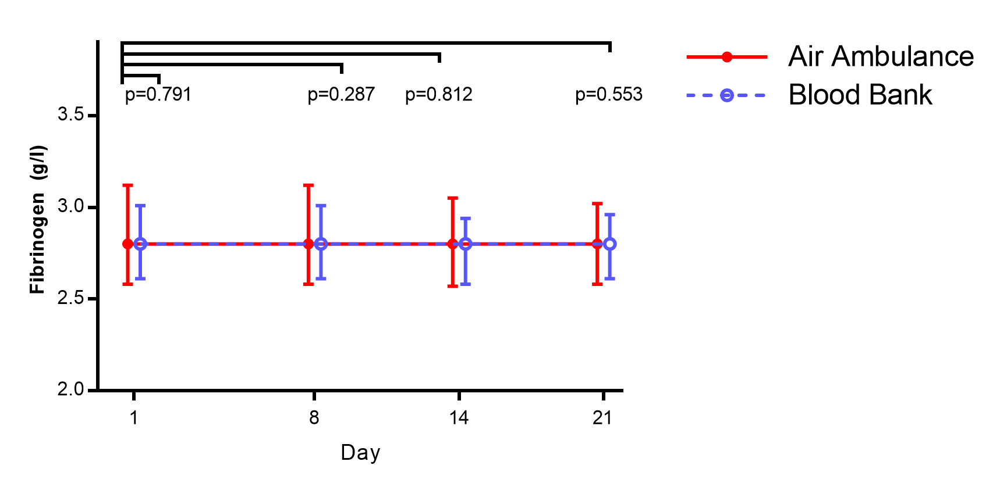 Air Ambulance
Blood Bank
p=0.791 p=0.287 p=0.812 p=0.553
3.5
3.0
2.5
2.0
Fibrinogen (g/l)
1 8 14 21
Day